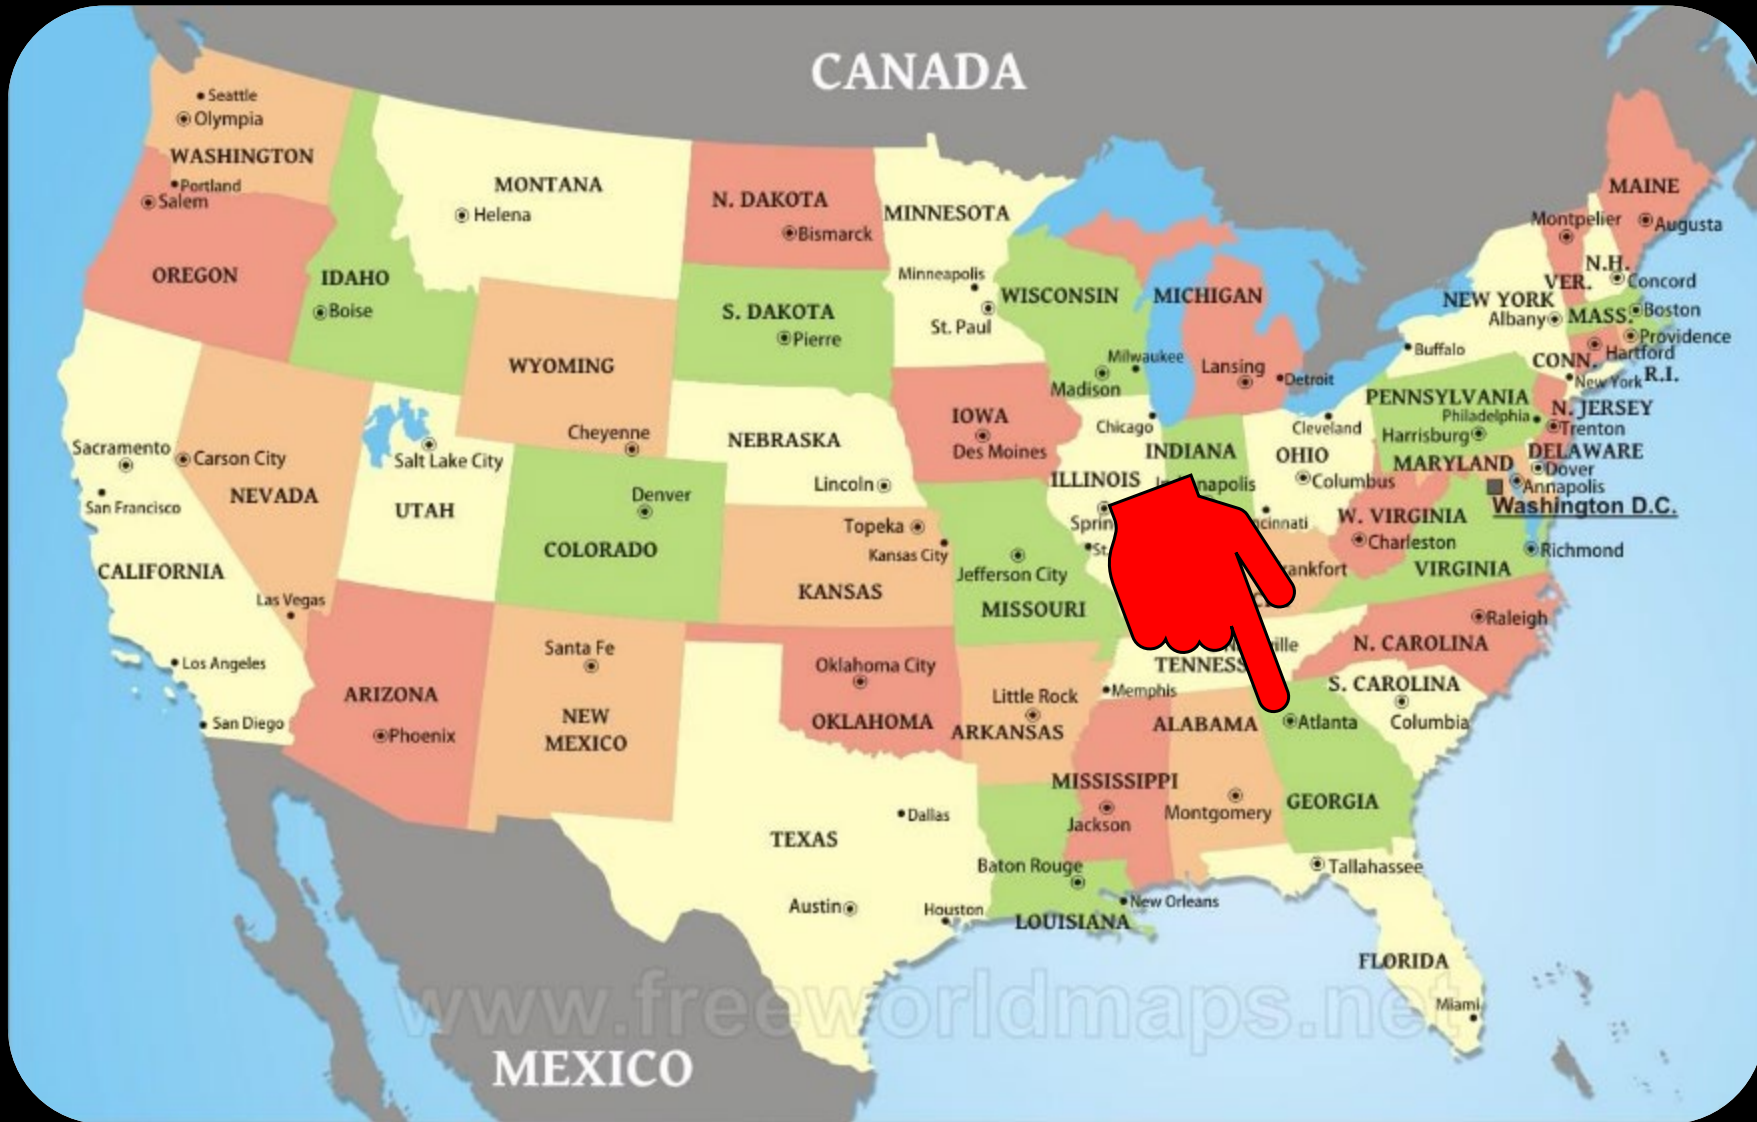 CANADA
Seattle
Olympia
WASHINGTON
Portland
Salem
OREGON
IDAHO
Boise
MONTANA
Helena
N. DAKOTA
Bismarck
MINNESOTA
Minneapolis
St. Paul
S. DAKOTA
Pierre
WYOMING
Cheyenne
WISCONSIN
Milwaukee
Madison
MICHIGAN
Lansing
Detroit
MAINE
Augusta
Montpelier
VER.
N.H.
Concord
NEW YORK
Albany
Buffalo
MASS.
Boston
Providence
CONN.
Hartford
R.I.
New York
PENNSYLVANIA
Philadelphia
Harrisburg
N. JERSEY
Trenton
DELAWARE
Dover
MARYLAND
Annapolis
Washington D.C.
IOWA
Des Moines
NEBRASKA
Lincoln
Chicago
ILLINOIS
INDIANA
OHIO
Cleveland
Columbus
W. VIRGINIA
Charleston
VIRGINIA
Richmond
Sacramento
San Francisco
CALIFORNIA
Los Angeles
San Diego
Carson City
NEVADA
Las Vegas
Salt Lake City
UTAH
Denver
COLORADO
Topeka
Kansas City
KANSAS
Jefferson City
MISSOURI
ARIZONA
Phoenix
Santa Fe
NEW
MEXICO
Oklahoma City
OKLAHOMA
Little Rock
ARKANSAS
Memphis
TENNESS
N. CAROLINA
Raleigh
S. CAROLINA
Columbia
ALABAMA
Montgomery
Atlanta
GEORGIA
MISSISSIPPI
Jackson
TEXAS
Dallas
Austin
Houston
Baton Rouge
New Orleans
LOUISIANA
Tallahassee
FLORIDA
Miami
www.freeworldmaps.net
MEXICO